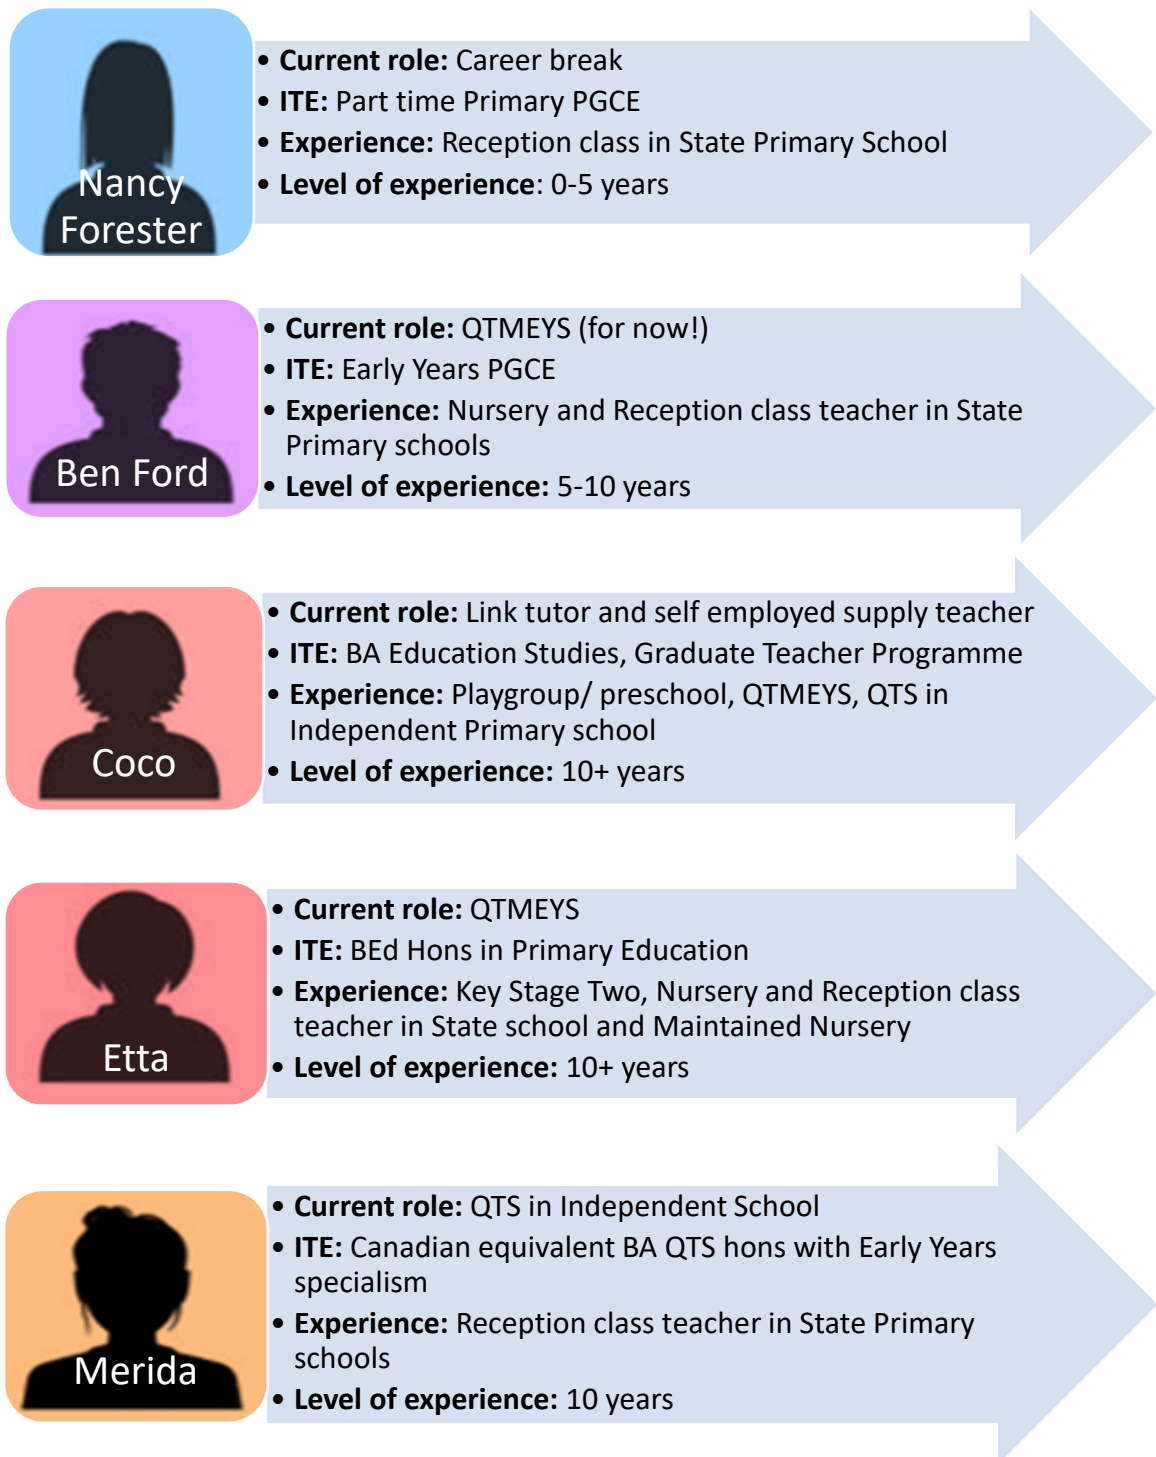 Nancy
Forester
• Current role: Career break
• ITE: Part time Primary PGCE
• Experience: Reception class in State Primary School
• Level of experience: 0-5 years
Ben Ford
• Current role: QTMEYS (for now!)
• ITE: Early Years PGCE
• Experience: Nursery and Reception class teacher in State
Primary schools
• Level of experience: 5-10 years
Coco
• Current role: Link tutor and self employed supply teacher
• ITE: BA Education Studies, Graduate Teacher Programme
• Experience: Playgroup/ preschool, QTMEYS, QTS in
Independent Primary school
• Level of experience: 10+ years
Etta
• Current role: QTMEYS
• ITE: BEd Hons in Primary Education
• Experience: Key Stage Two, Nursery and Reception class
teacher in State school and Maintained Nursery
• Level of experience: 10+ years
Merida
• Current role: QTS in Independent School
• ITE: Canadian equivalent BA QTS hons with Early Years
specialism
• Experience: Reception class teacher in State Primary
schools
• Level of experience: 10 years